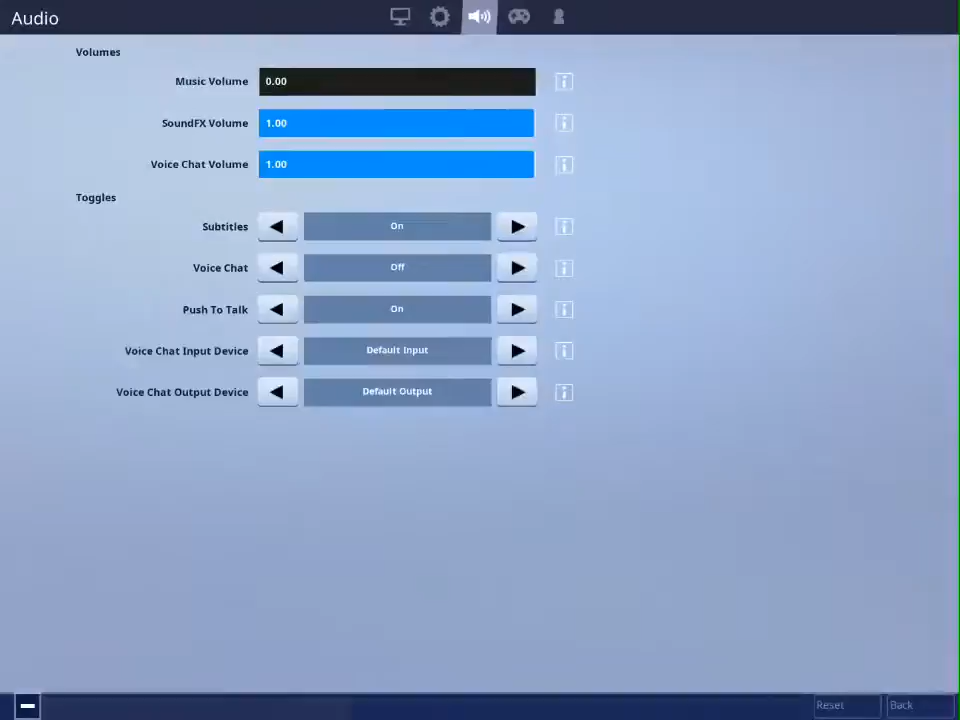 Audio
Volumes
Music Volume 0.00
SoundFX Volume 1.00
Voice Chat Volume 1.00
Toggles
Subtitles On
Voice Chat Off
Push To Talk On
Voice Chat Input Device Default Input
Voice Chat Output Device Default Output
Reset Back